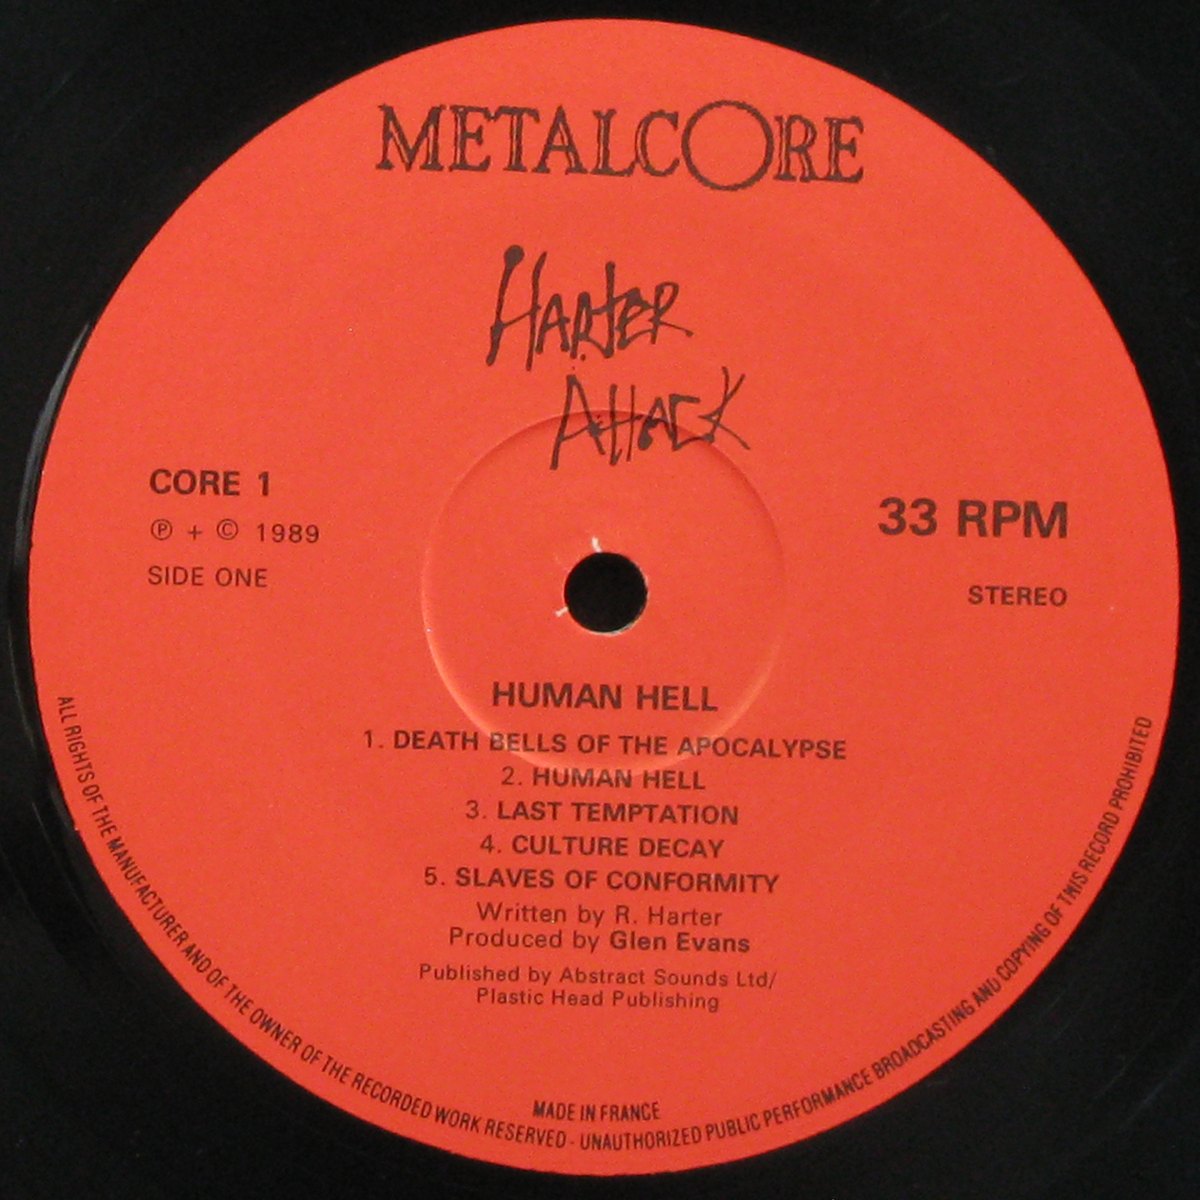 METALCORE
HARTER
ATTACK
CORE 1
℗ + © 1989
SIDE ONE
33 RPM
STEREO
HUMAN HELL
1. DEATH BELLS OF THE APOCALYPSE
2. HUMAN HELL
3. LAST TEMPTATION
4. CULTURE DECAY
5. SLAVES OF CONFORMITY
Written by R. Harter
Produced by Glen Evans
Published by Abstract Sounds Ltd/
Plastic Head Publishing
MADE IN FRANCE
ALL RIGHTS OF THE MANUFACTURER AND OF THE OWNER OF THE RECORDED WORK RESERVED - UNAUTHORIZED PUBLIC PERFORMANCE BROADCASTING AND COPYING OF THIS RECORD PROHIBITED